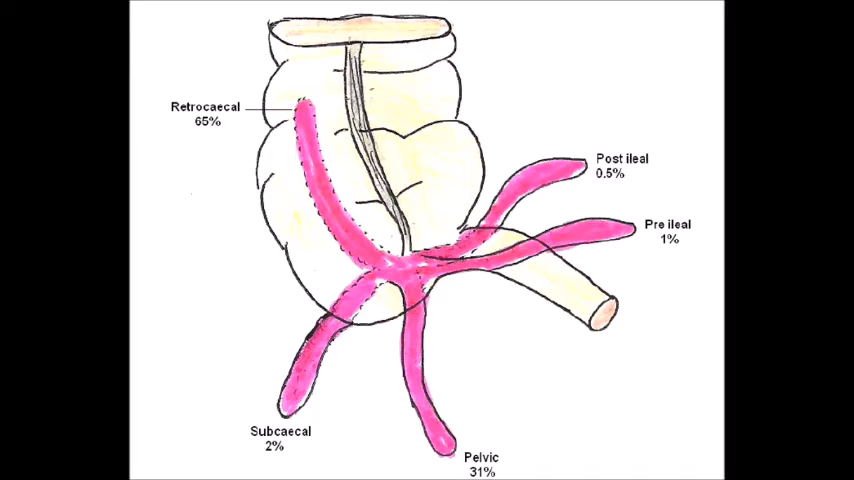 Retrocaecal
65%
Post ileal
0.5%
Pre ileal
1%
Subcaecal
2%
Pelvic
31%